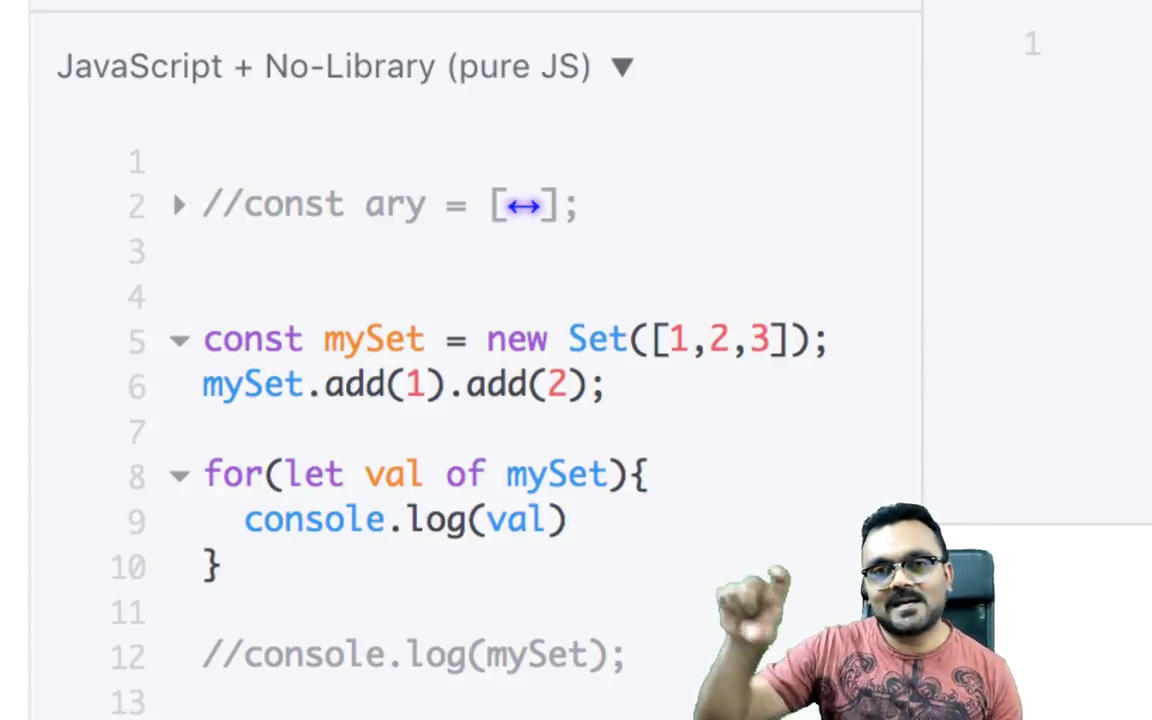 JavaScript + No-Library (pure JS) ▼
1
1
2 //const ary = [↔];
3
4
5 const mySet = new Set([1,2,3]);
6 mySet.add(1).add(2);
7
8 for(let val of mySet){
9 console.log(val)
10 }
11
12 //console.log(mySet);
13